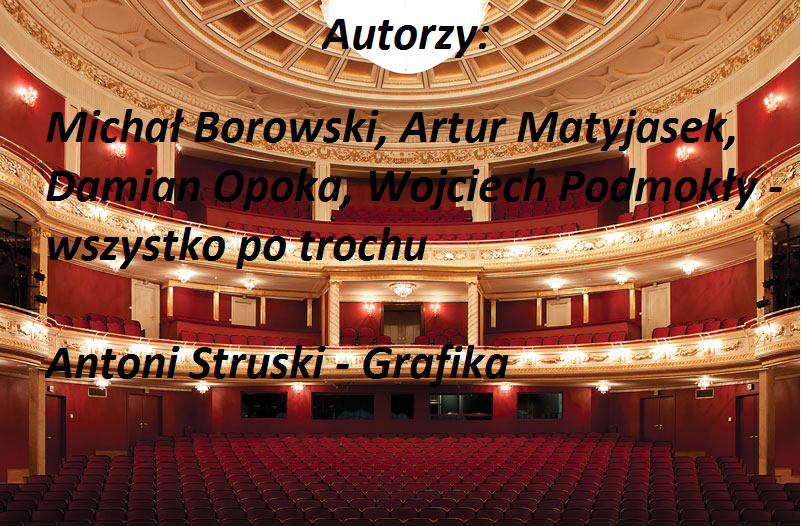 Autorzy:
Michał Borowski, Artur Matyjasek,
Damian Opoka, Wojciech Podmokły -
wszystko po trochu
Antoni Struski - Grafika